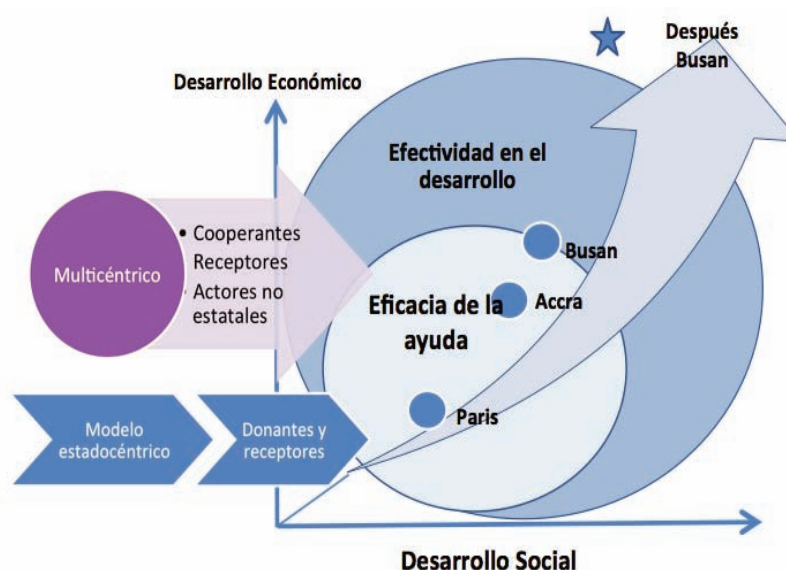 Después
Busan
Desarrollo Económico
Efectividad en el
desarrollo
Multicéntrico
• Cooperantes
Receptores
• Actores no
estatales
Busan
Eficacia de la
ayuda
Accra
Paris
Modelo
estadocéntrico
Donantes y
receptores
Desarrollo Social